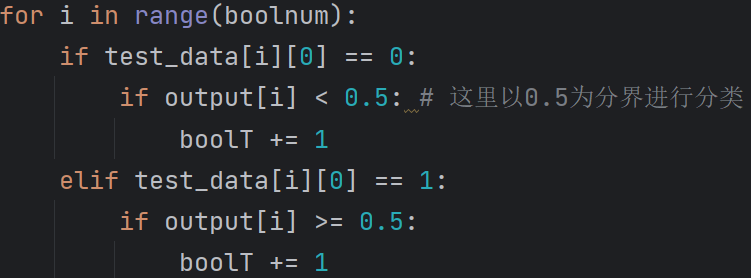 for i in range(boolnum):
if test_data[i][0] == 0:
if output[i] < 0.5: # 这里以0.5为分界进行分类
boolT += 1
elif test_data[i][0] == 1:
if output[i] >= 0.5:
boolT += 1